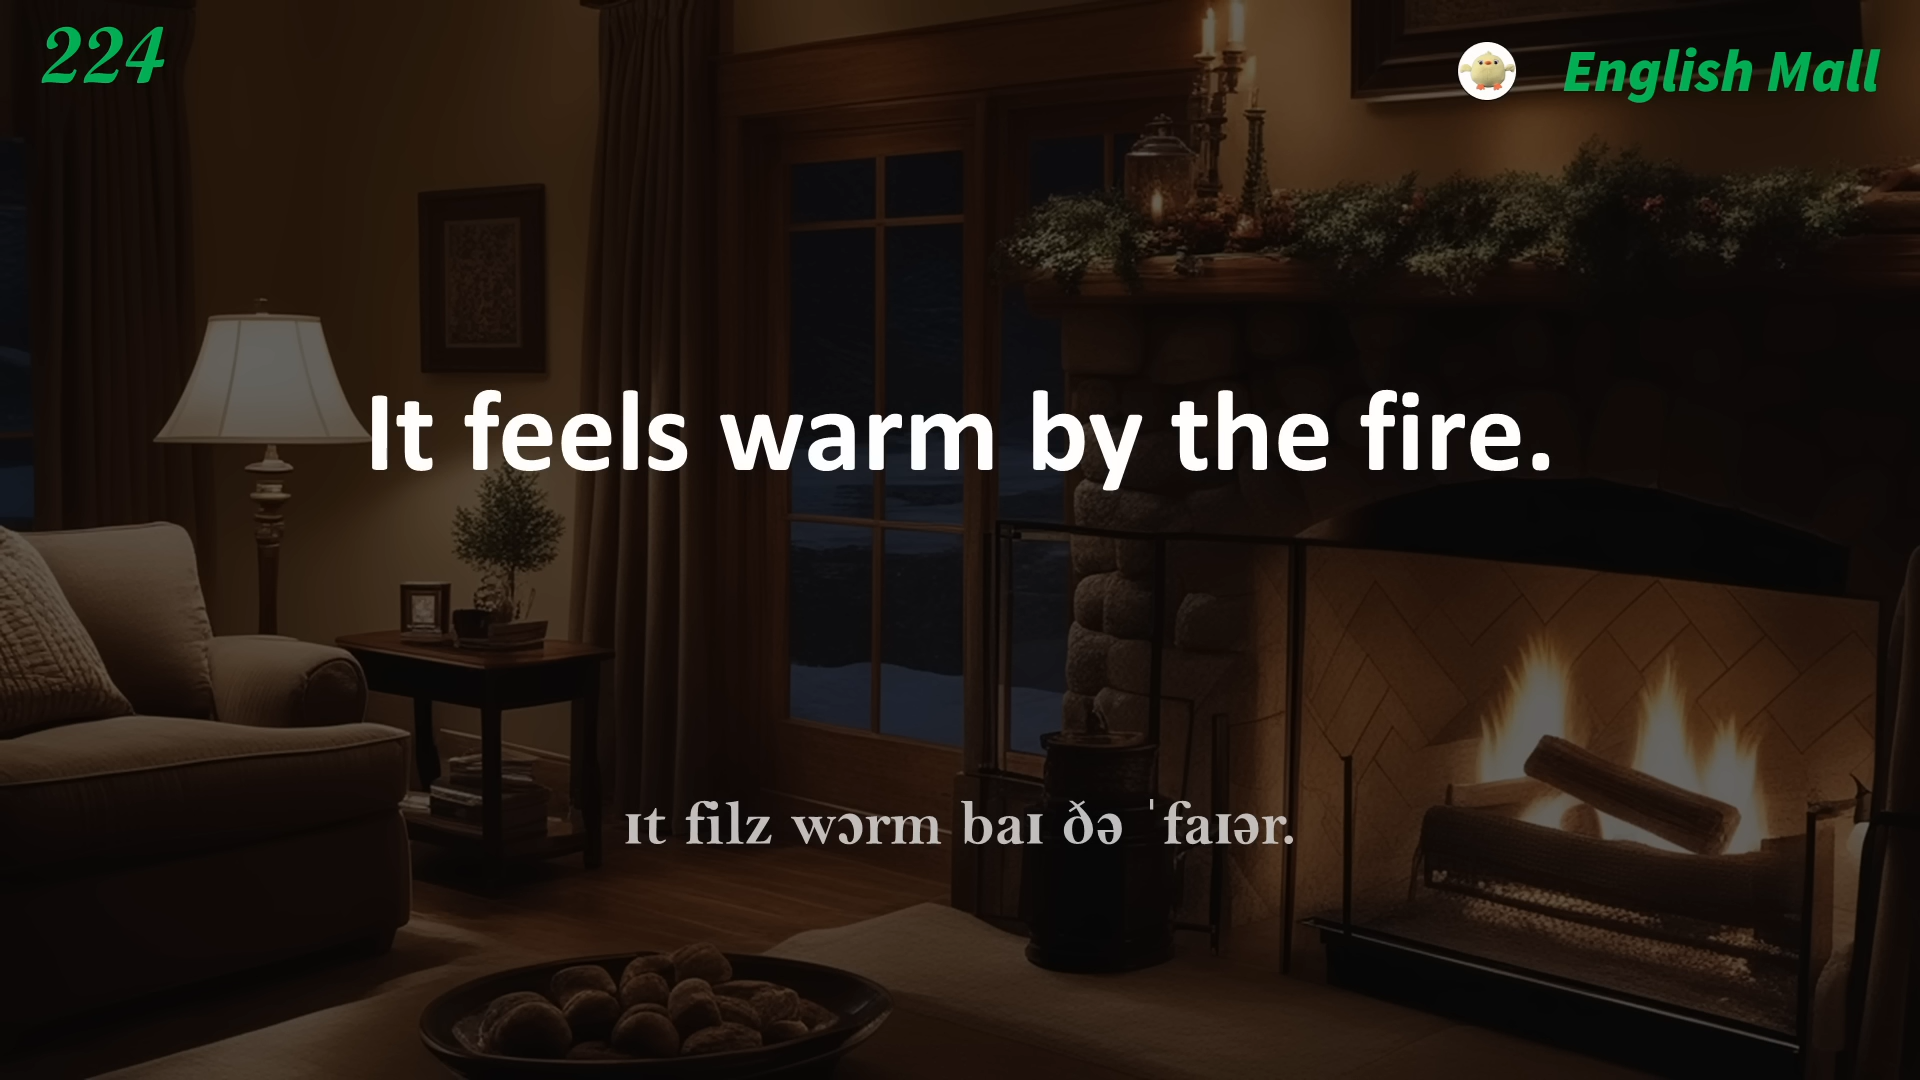 224
English Mall
It feels warm by the fire.
ɪt filz wɔrm baɪ ðə ˈfaɪər.